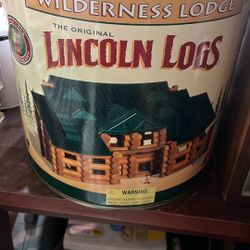 WILDERNESS LODGE
THE ORIGINAL
LINCOLN LOGS
WARNING: